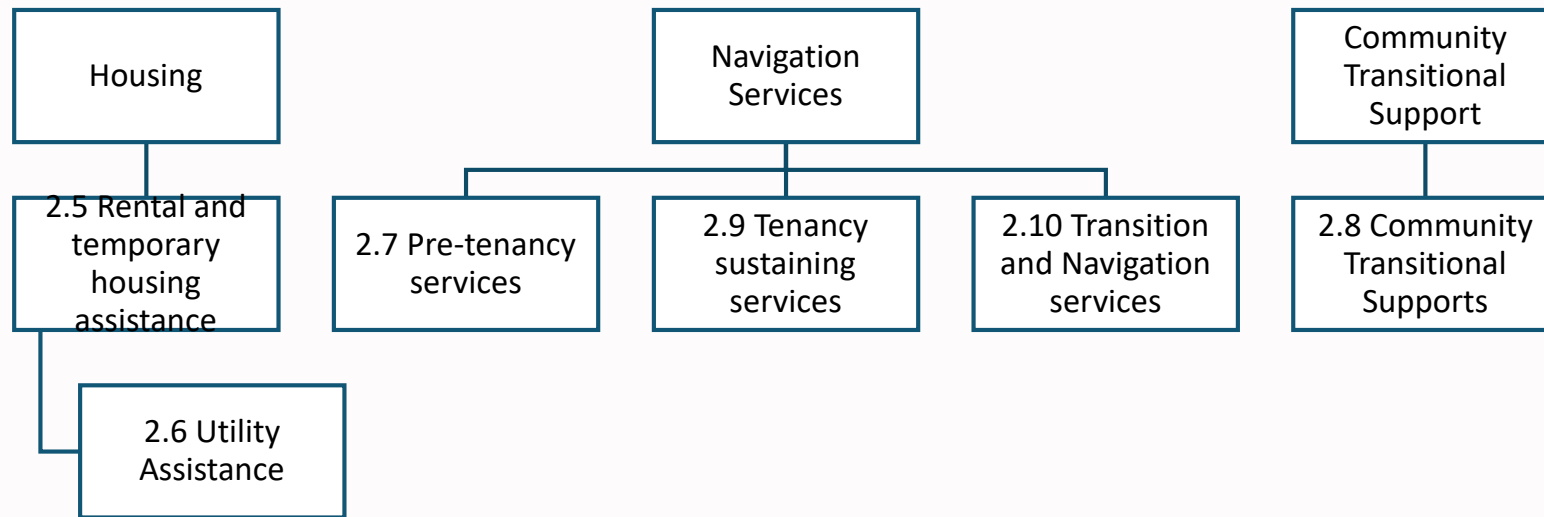 Housing
Navigation
Services
Community
Transitional
Support
2.5 Rental and
temporary
housing
assistance
2.7 Pre-tenancy
services
2.9 Tenancy
sustaining
services
2.10 Transition
and Navigation
services
2.8 Community
Transitional
Supports
2.6 Utility
Assistance